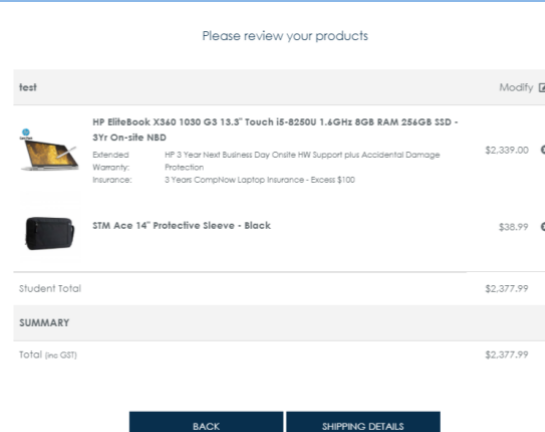 Please review your products
test Modify
HP EliteBook X360 1030 G3 13.3" Touch i5-8250U 1.6GHz 8GB RAM 256GB SSD -
3Yr On-site NBD
Extended HP 3 Year Next Business Day Onsite HW Support plus Accidental Damage $2,339.00
Warranty: Protection
Insurance: 3 Years CompNow Laptop Insurance - Excess $100
STM Ace 14" Protective Sleeve - Black $38.99
Student Total $2,377.99
SUMMARY
Total (inc GST) $2,377.99
BACK SHIPPING DETAILS